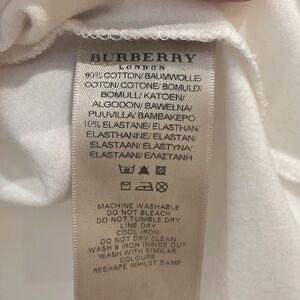 BURBERRY
LONDON
90% COTTON/ BAUMWOLLE/
COTON/ COTONE/ BOMULD/
BOMULL/ KATOEN/
ALGODON/ BAWEŁNA/
PUUVILLA/ BAMBAKEPO
10% ELASTANE/ ELASTHAN/
ELASTHANNE/ ELASTAN/
ELASTAAN/ ELASTYNA/
ELASTAANI/ ΕΛΑΣΤΑΝΗ
MACHINE WASHABLE
DO NOT BLEACH
DO NOT TUMBLE DRY
LINE DRY
COOL IRON
DO NOT DRY CLEAN
WASH & IRON INSIDE OUT
WASH WITH SIMILAR
COLOURS
RESHAPE WHILST DAMP